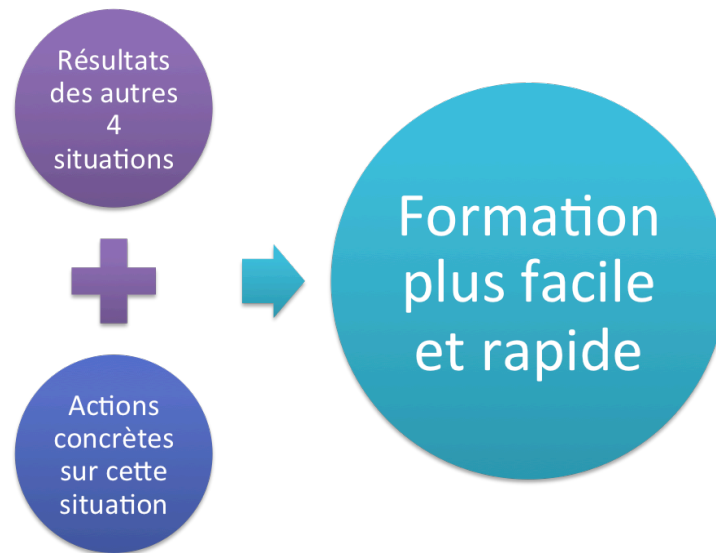 Résultats
des autres
4
situations
Actions
concrètes
sur cette
situation
Formation
plus facile
et rapide